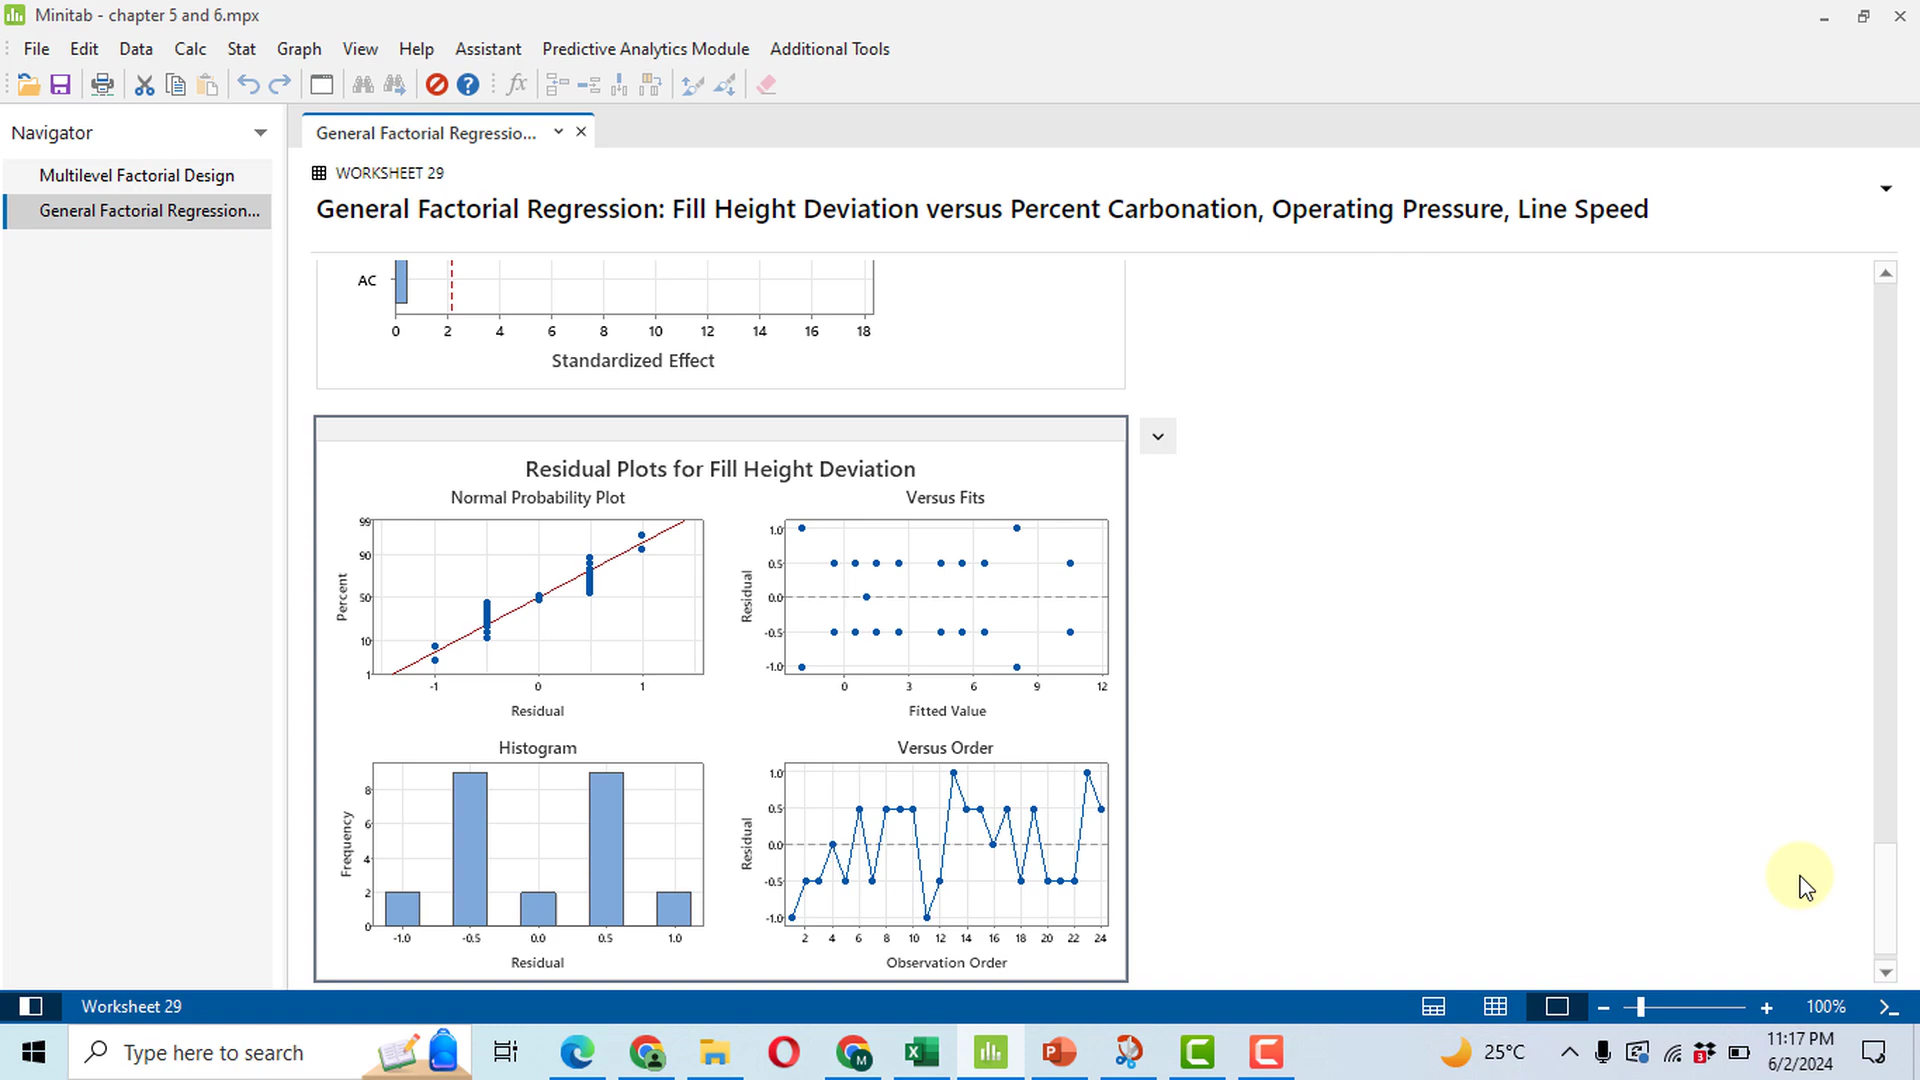 Minitab - chapter 5 and 6.mpx
File Edit Data Calc Stat Graph View Help Assistant Predictive Analytics Module Additional Tools
Navigator
General Factorial Regressio...
Multilevel Factorial Design
General Factorial Regression...
WORKSHEET 29
General Factorial Regression: Fill Height Deviation versus Percent Carbonation, Operating Pressure, Line Speed
AC
0 2 4 6 8 10 12 14 16 18
Standardized Effect
Residual Plots for Fill Height Deviation
Normal Probability Plot
99
90
50
10
1
Percent
-1 0 1
Residual
Versus Fits
1.0
0.5
0.0
-0.5
-1.0
Residual
0 3 6 9 12
Fitted Value
Histogram
8
6
4
2
0
Frequency
-1.0 -0.5 0.0 0.5 1.0
Residual
Versus Order
1.0
0.5
0.0
-0.5
-1.0
Residual
2 4 6 8 10 12 14 16 18 20 22 24
Observation Order
Worksheet 29
100%
Type here to search
M
3
25°C
11:17 PM
6/2/2024